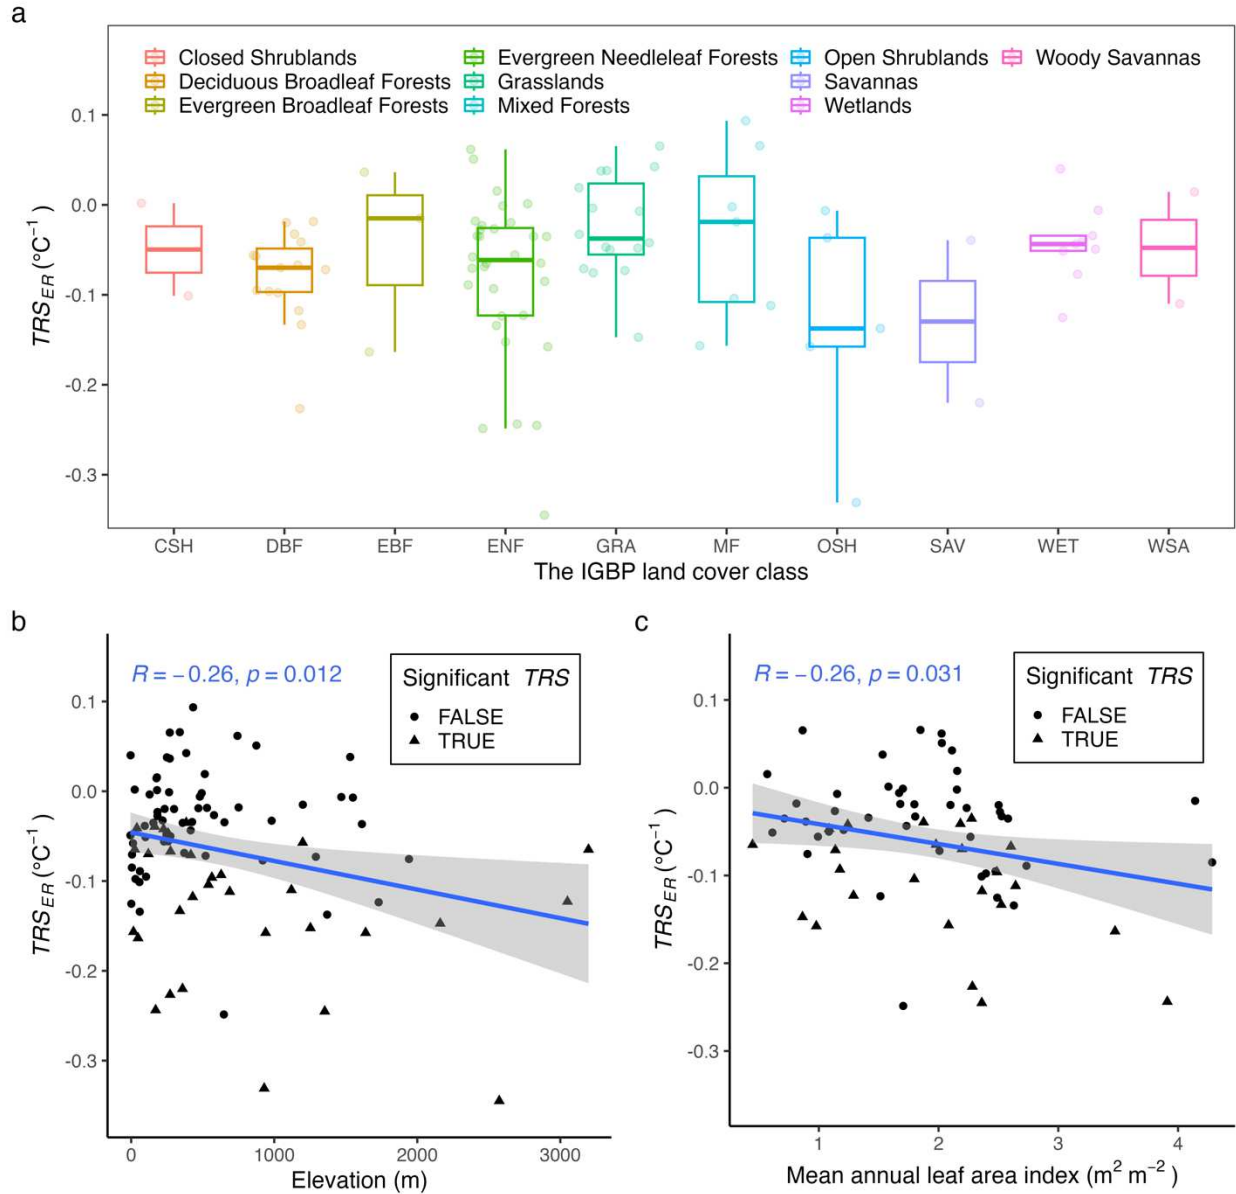 a
Closed Shrublands
Deciduous Broadleaf Forests
Evergreen Broadleaf Forests
Evergreen Needleleaf Forests
Grasslands
Mixed Forests
Open Shrublands
Savannas
Wetlands
Woody Savannas
TRS_ER (°C⁻¹)
0.1
0.0
-0.1
-0.2
-0.3
CSH DBF EBF ENF GRA MF OSH SAV WET WSA
The IGBP land cover class
b
R = −0.26, p = 0.012
Significant TRS
FALSE
TRUE
TRS_ER (°C⁻¹)
0.1
0.0
-0.1
-0.2
-0.3
0 1000 2000 3000
Elevation (m)
c
R = −0.26, p = 0.031
Significant TRS
FALSE
TRUE
TRS_ER (°C⁻¹)
0.1
0.0
-0.1
-0.2
-0.3
1 2 3 4
Mean annual leaf area index (m² m⁻² )